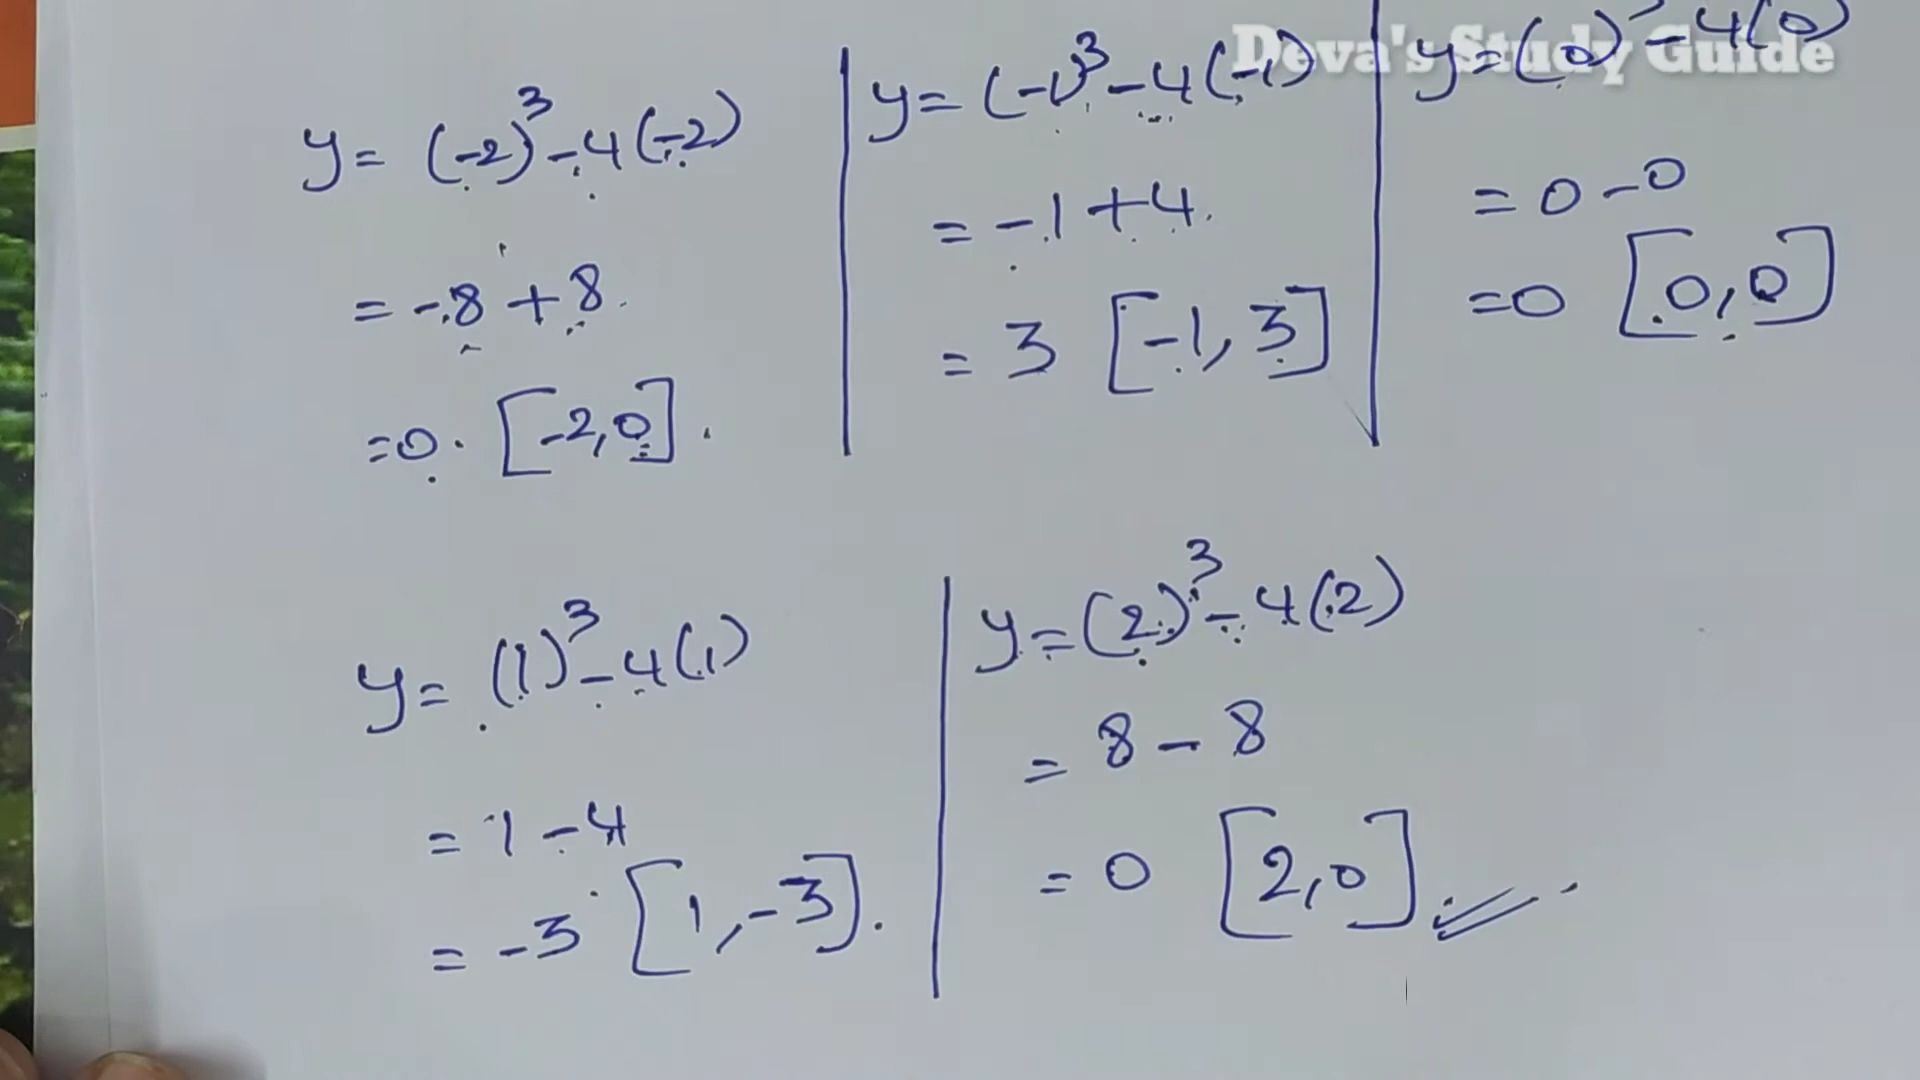 Deva's Study Guide
y= (-2)³-4(-2)
= -8+8
=0 [-2,0]
y= (-1)³-4(-1)
= -1+4
= 3 [-1,3]
y=(0)³-4(0)
= 0-0
=0 [0,0]
y= (1)³-4(1)
= 1-4
= -3 [1,-3]
y=(2)³-4(2)
= 8-8
= 0 [2,0]